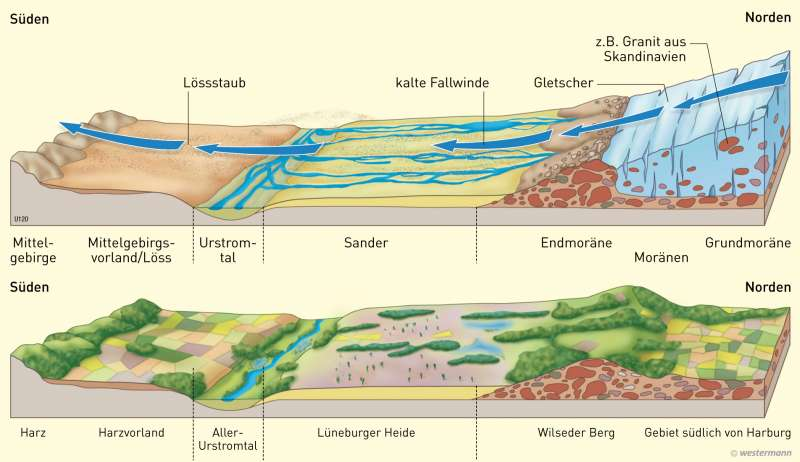 Süden
Norden
z.B. Granit aus
Skandinavien
Lössstaub
kalte Fallwinde
Gletscher
U120
Mittel-
gebirge
Mittelgebirgs-
vorland/Löss
Urstrom-
tal
Sander
Endmoräne
Moränen
Grundmoräne
Süden
Norden
Harz
Harzvorland
Aller-
Urstromtal
Lüneburger Heide
Wilseder Berg
Gebiet südlich von Harburg
© westermann